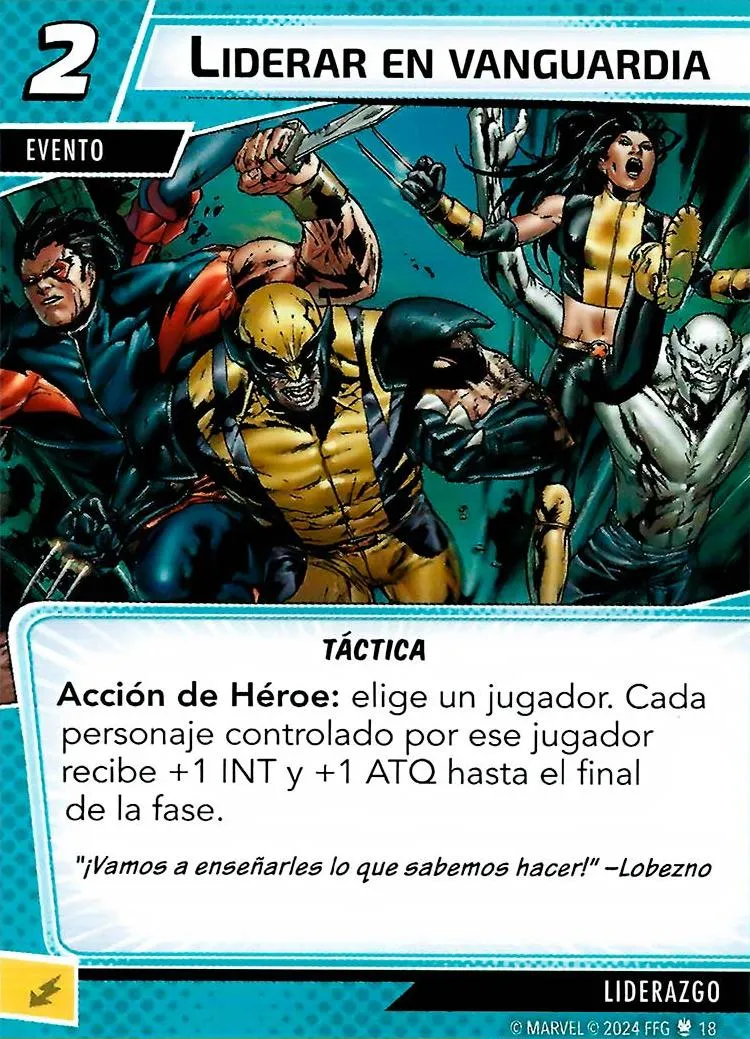 2
LIDERAR EN VANGUARDIA
EVENTO
TÁCTICA
Acción de Héroe: elige un jugador. Cada
personaje controlado por ese jugador
recibe +1 INT y +1 ATQ hasta el final
de la fase.
"¡Vamos a enseñarles lo que sabemos hacer!" –Lobezno
LIDERAZGO
© MARVEL © 2024 FFG 18